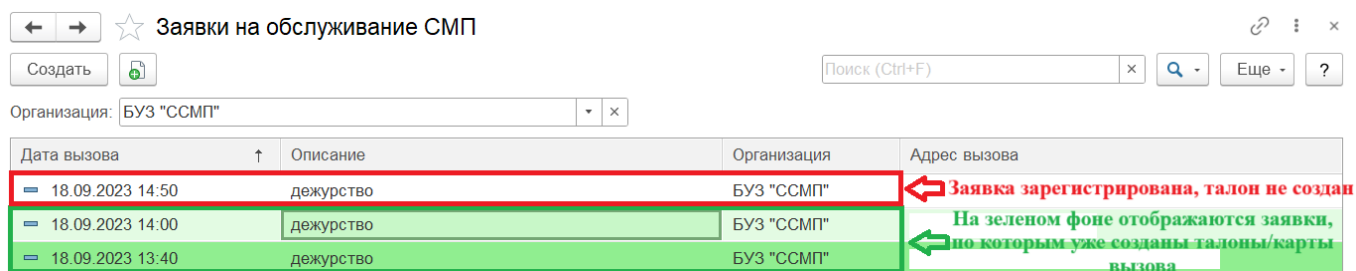 Заявки на обслуживание СМП
Создать Поиск (Ctrl+F) × Еще ?
Организация: БУЗ "ССМП" ×
Дата вызова ↑ Описание Организация Адрес вызова
18.09.2023 14:50 дежурство БУЗ "ССМП" Заявка зарегистрирована, талон не создан
18.09.2023 14:00 дежурство БУЗ "ССМП" На зеленом фоне отображаются заявки,
по которым уже созданы талоны/карты
18.09.2023 13:40 дежурство БУЗ "ССМП" вызова